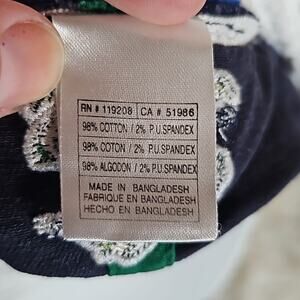 RN # 119208 CA # 51986
98% COTTON / 2% P.U.SPANDEX
98% COTON / 2% P.U.SPANDEX
98% ALGODON / 2% P.U.SPANDEX
MADE IN BANGLADESH
FABRIQUE EN BANGLADESH
HECHO EN BANGLADESH